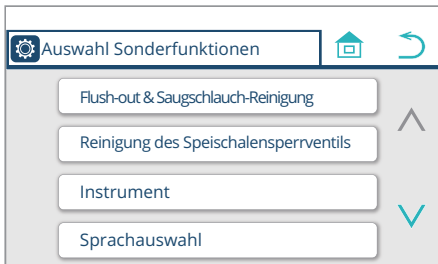 Auswahl Sonderfunktionen
Flush-out & Saugschlauch-Reinigung
Reinigung des Speischalensperrventils
Instrument
Sprachauswahl